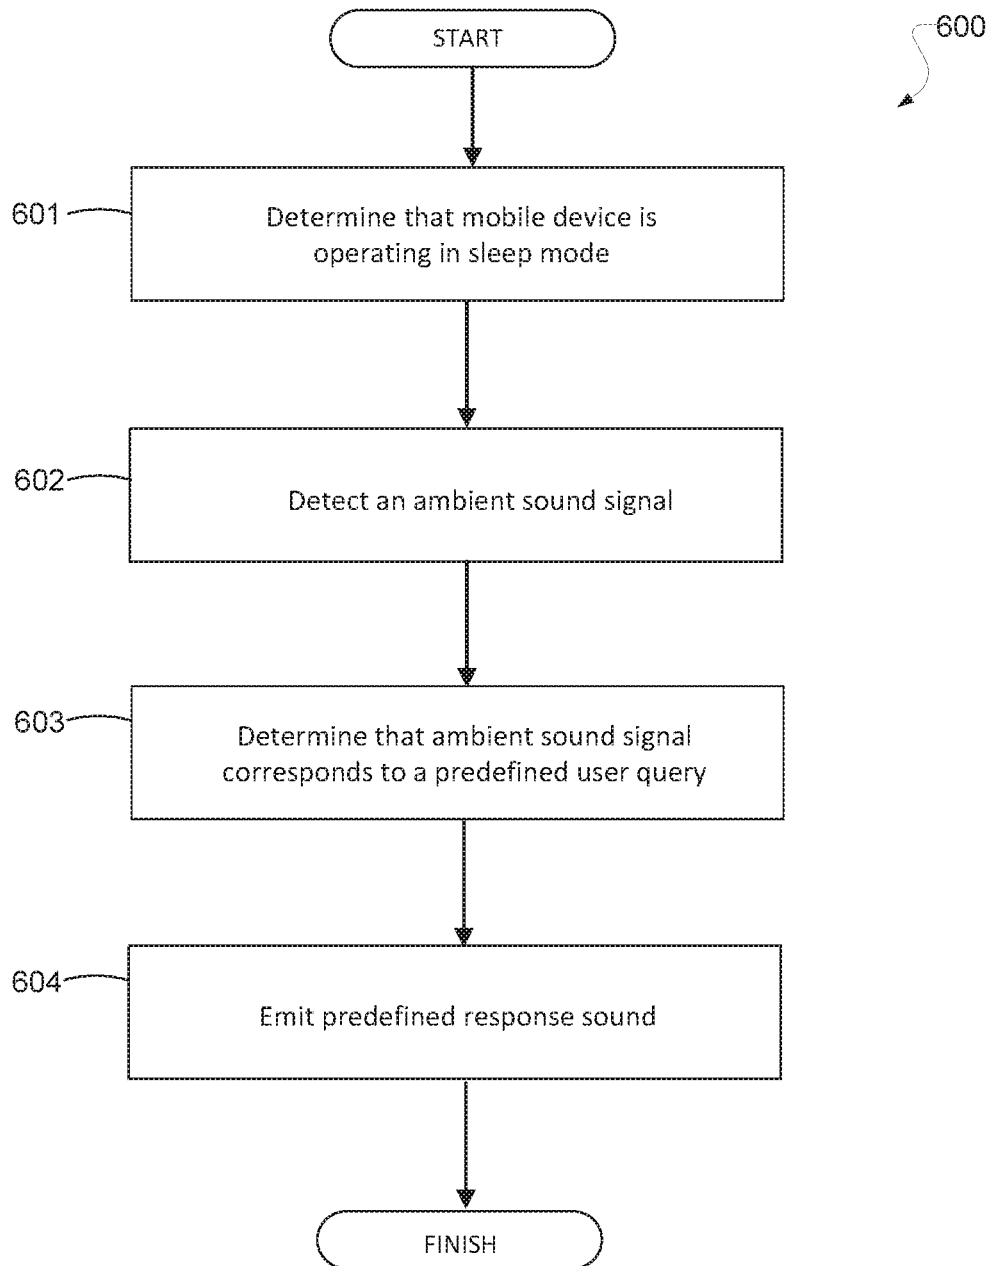 START
600
601
Determine that mobile device is
operating in sleep mode
602
Detect an ambient sound signal
603
Determine that ambient sound signal
corresponds to a predefined user query
604
Emit predefined response sound
FINISH